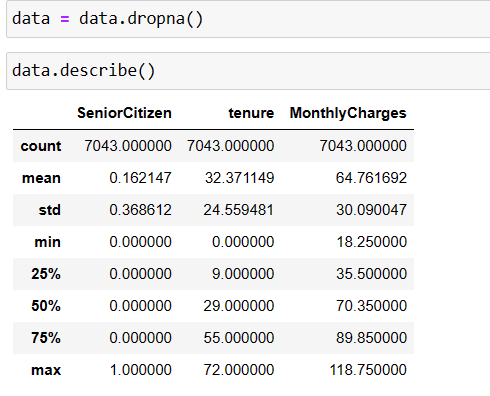 data = data.dropna()
data.describe()
SeniorCitizen tenure MonthlyCharges
count 7043.000000 7043.000000 7043.000000
mean 0.162147 32.371149 64.761692
std 0.368612 24.559481 30.090047
min 0.000000 0.000000 18.250000
25% 0.000000 9.000000 35.500000
50% 0.000000 29.000000 70.350000
75% 0.000000 55.000000 89.850000
max 1.000000 72.000000 118.750000